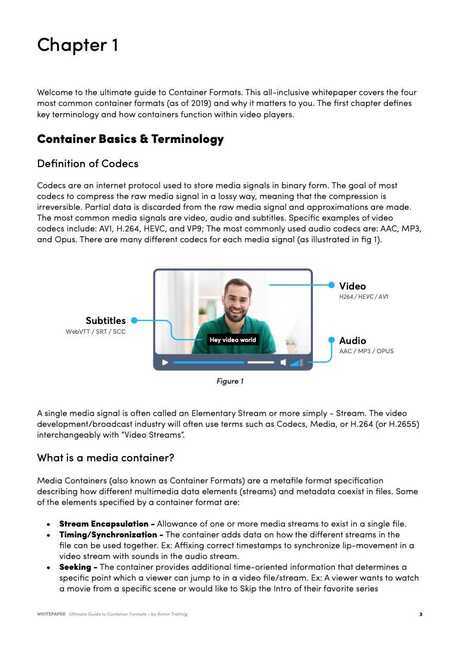 Chapter 1
Welcome to the ultimate guide to Container Formats. This all-inclusive whitepaper covers the four
most common container formats (as of 2019) and why it matters to you. The first chapter defines
key terminology and how containers function within video players.
Container Basics & Terminology
Definition of Codecs
Codecs are an internet protocol used to store media signals in binary form. The goal of most
codecs to compress the raw media signal in a lossy way, meaning that the compression is
irreversible. Partial data is discarded from the raw media signal and approximations are made.
The most common media signals are video, audio and subtitles. Specific examples of video
codecs include: AV1, H.264, HEVC, and VP9; The most commonly used audio codecs are: AAC, MP3,
and Opus. There are many different codecs for each media signal (as illustrated in fig 1).
Video
H264 / HEVC / AV1
Subtitles
WebVTT / SRT / SCC
Hey video world
Audio
AAC / MP3 / OPUS
Figure 1
A single media signal is often called an Elementary Stream or more simply - Stream. The video
development/broadcast industry will often use terms such as Codecs, Media, or H.264 (or H.2655)
interchangeably with "Video Streams".
What is a media container?
Media Containers (also known as Container Formats) are a metafile format specification
describing how different multimedia data elements (streams) and metadata coexist in files. Some
of the elements specified by a container format are:
• Stream Encapsulation - Allowance of one or more media streams to exist in a single file.
• Timing/Synchronization - The container adds data on how the different streams in the
file can be used together. Ex: Affixing correct timestamps to synchronize lip-movement in a
video stream with sounds in the audio stream.
• Seeking - The container provides additional time-oriented information that determines a
specific point which a viewer can jump to in a video file/stream. Ex: A viewer wants to watch
a movie from a specific scene or would like to Skip the Intro of their favorite series
WHITEPAPER Ultimate Guide to Container Formats - by Armin Trattnig
3